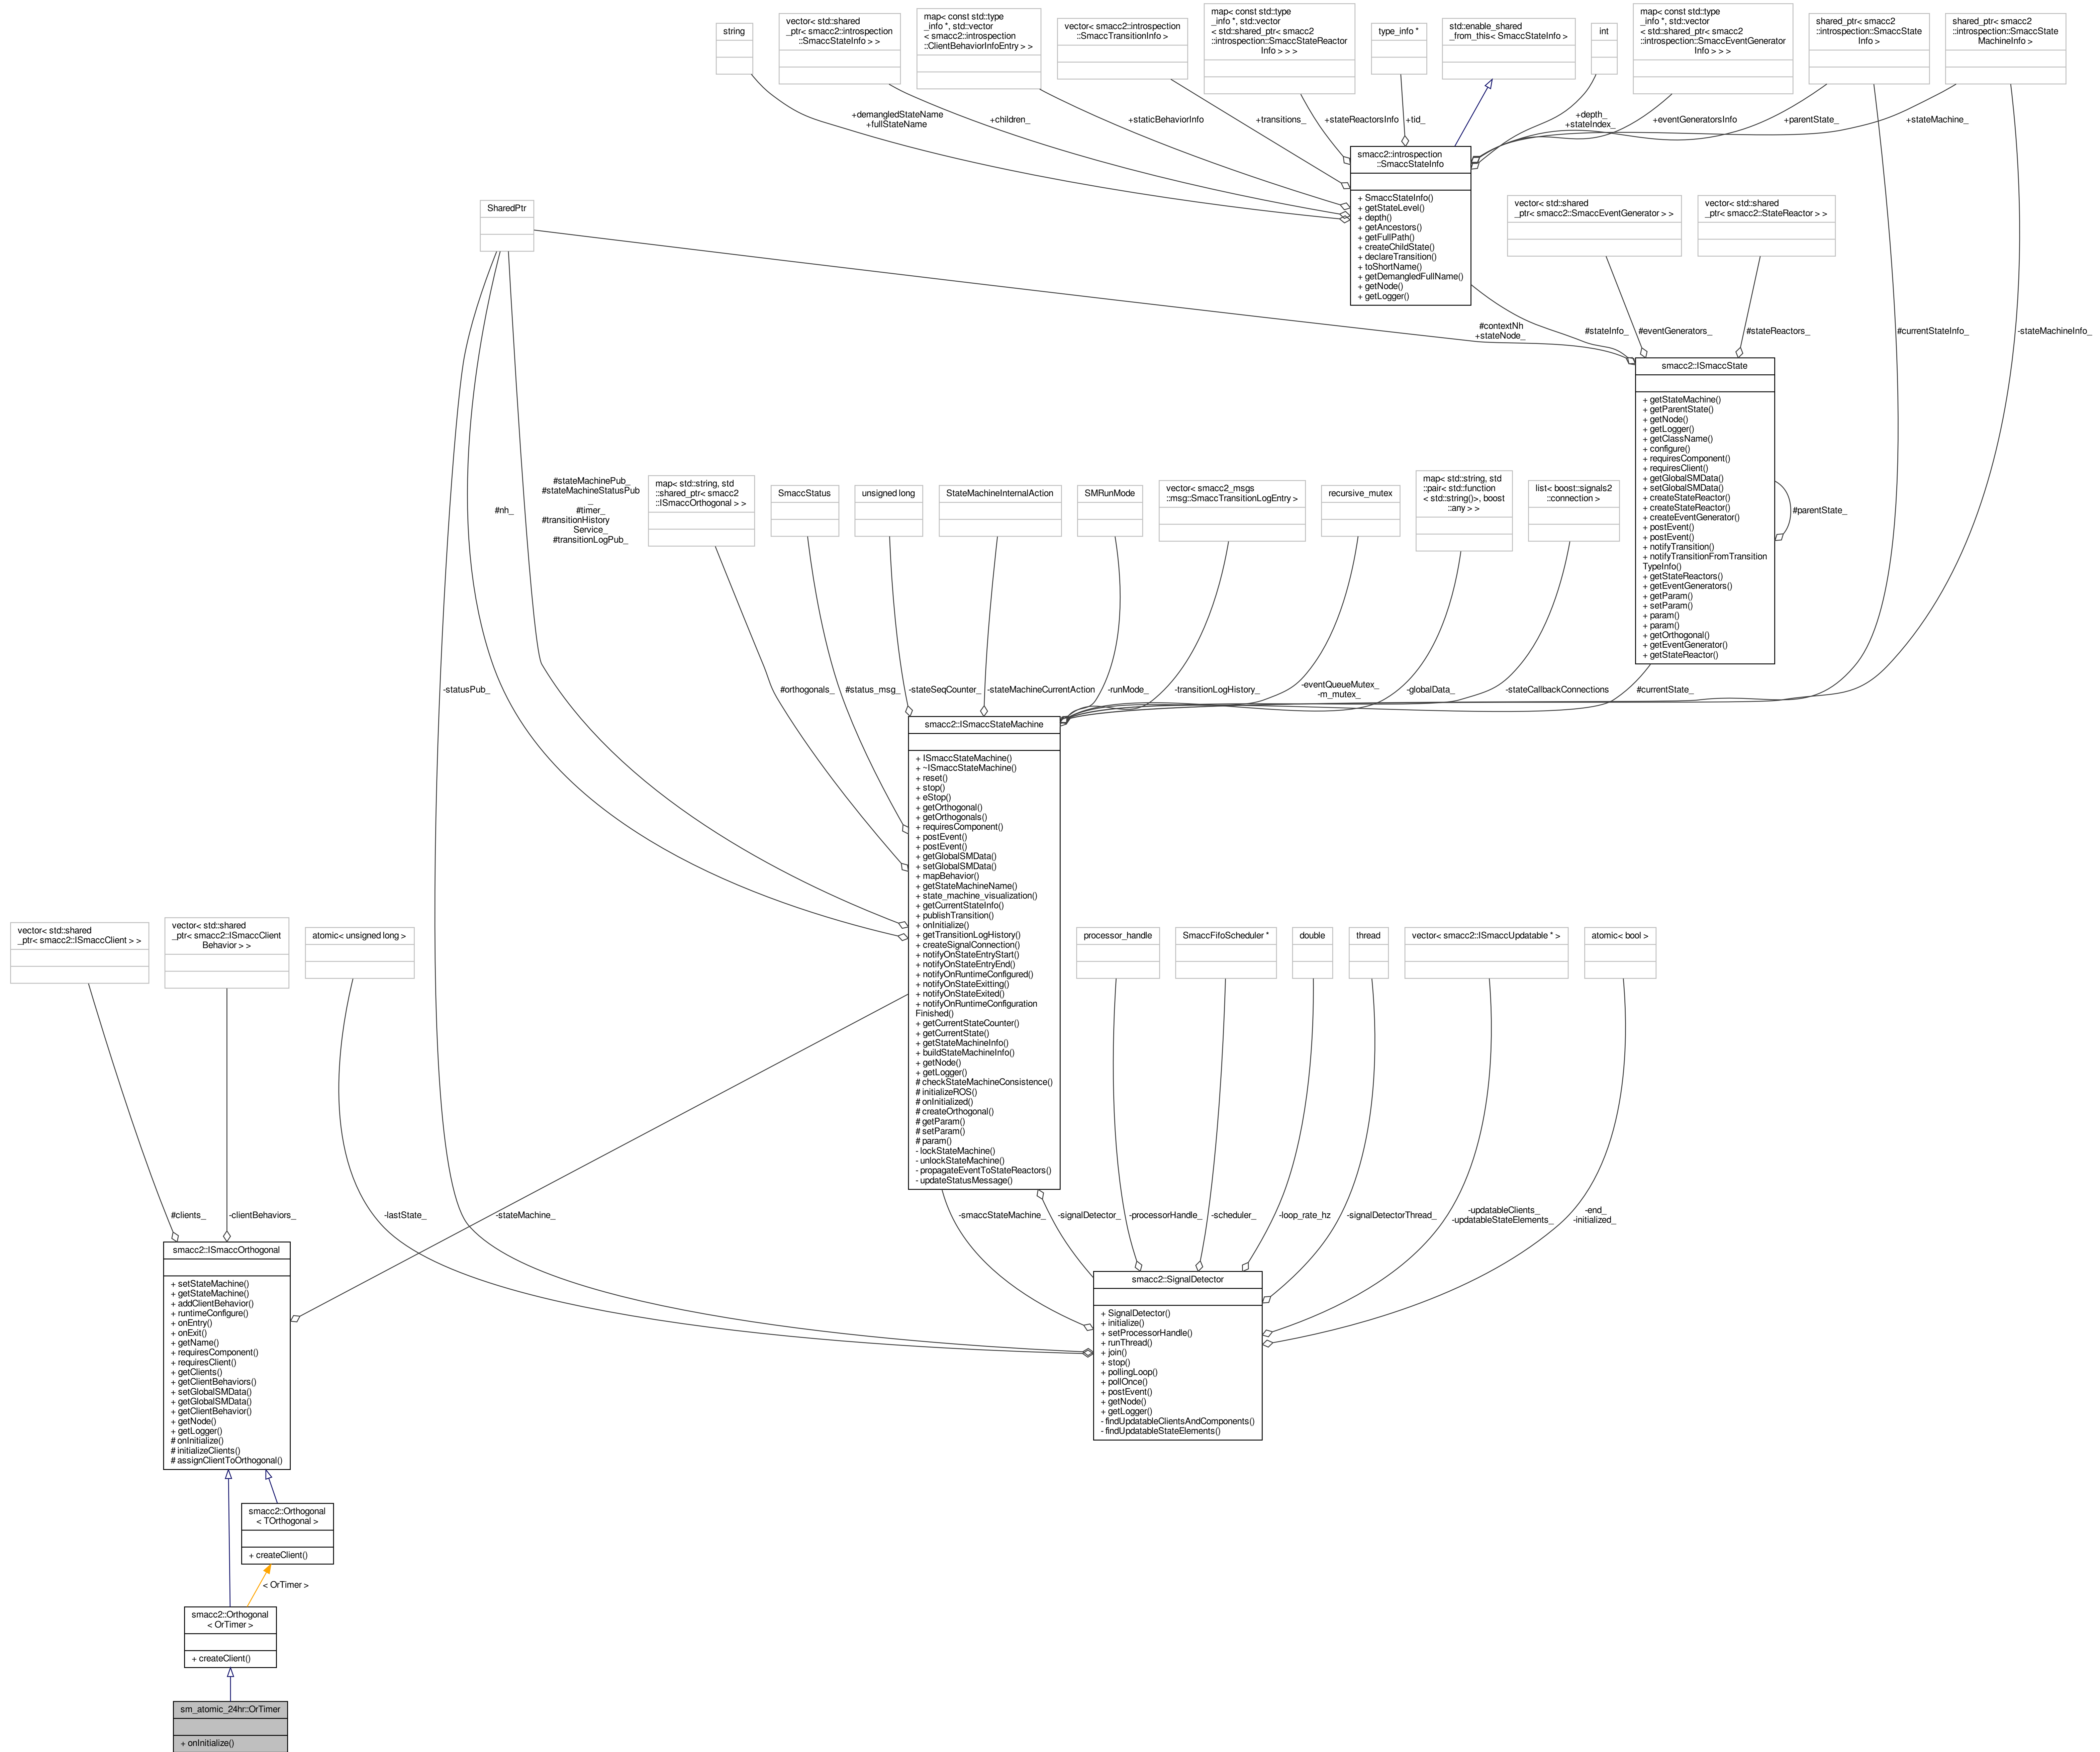 string
vector< std::shared
_ptr< smacc2::introspection
::SmaccStateInfo > >
map< const std::type
_info *, std::vector
< smacc2::introspection
::ClientBehaviorInfoEntry > >
vector< smacc2::introspection
::SmaccTransitionInfo >
map< const std::type
_info *, std::vector
< std::shared_ptr< smacc2
::introspection::SmaccStateReactor
Info > > >
type_info *
std::enable_shared
_from_this< SmaccStateInfo >
int
map< const std::type
_info *, std::vector
< std::shared_ptr< smacc2
::introspection::SmaccEventGenerator
Info > > >
shared_ptr< smacc2
::introspection::SmaccState
Info >
shared_ptr< smacc2
::introspection::SmaccState
MachineInfo >
+demangledStateName
+fullStateName
+children_
+staticBehaviorInfo
+transitions_
+stateReactorsInfo
+tid_
+depth_
+stateIndex_
+eventGeneratorsInfo
+parentState_
+stateMachine_
smacc2::introspection
::SmaccStateInfo
+ SmaccStateInfo()
+ getStateLevel()
+ depth()
+ getAncestors()
+ getFullPath()
+ createChildState()
+ declareTransition()
+ toShortName()
+ getDemangledFullName()
+ getNode()
+ getLogger()
SharedPtr
vector< std::shared
_ptr< smacc2::SmaccEventGenerator > >
vector< std::shared
_ptr< smacc2::StateReactor > >
#contextNh
+stateNode_
#stateInfo_
#eventGenerators_
#stateReactors_
#currentStateInfo_
-stateMachineInfo_
smacc2::ISmaccState
+ getStateMachine()
+ getParentState()
+ getNode()
+ getLogger()
+ getClassName()
+ configure()
+ requiresComponent()
+ requiresClient()
+ getGlobalSMData()
+ setGlobalSMData()
+ createStateReactor()
+ createStateReactor()
+ createEventGenerator()
+ postEvent()
+ postEvent()
+ notifyTransition()
+ notifyTransitionFromTransition
TypeInfo()
+ getStateReactors()
+ getEventGenerators()
+ getParam()
+ setParam()
+ param()
+ param()
+ getOrthogonal()
+ getEventGenerator()
+ getStateReactor()
#parentState_
#nh_
#stateMachinePub_
#stateMachineStatusPub
_
#timer_
#transitionHistory
Service_
#transitionLogPub_
map< std::string, std
::shared_ptr< smacc2
::ISmaccOrthogonal > >
SmaccStatus
unsigned long
StateMachineInternalAction
SMRunMode
vector< smacc2_msgs
::msg::SmaccTransitionLogEntry >
recursive_mutex
map< std::string, std
::pair< std::function
< std::string()>, boost
::any > >
list< boost::signals2
::connection >
-statusPub_
#orthogonals_
#status_msg_
-stateSeqCounter_
-stateMachineCurrentAction
-runMode_
-transitionLogHistory_
-eventQueueMutex_
-m_mutex_
-globalData_
-stateCallbackConnections
#currentState_
smacc2::ISmaccStateMachine
+ ISmaccStateMachine()
+ ~ISmaccStateMachine()
+ reset()
+ stop()
+ eStop()
+ getOrthogonal()
+ getOrthogonals()
+ requiresComponent()
+ postEvent()
+ postEvent()
+ getGlobalSMData()
+ setGlobalSMData()
+ mapBehavior()
+ getStateMachineName()
+ state_machine_visualization()
+ getCurrentStateInfo()
+ publishTransition()
+ onInitialize()
+ getTransitionLogHistory()
+ createSignalConnection()
+ notifyOnStateEntryStart()
+ notifyOnStateEntryEnd()
+ notifyOnRuntimeConfigured()
+ notifyOnStateExitting()
+ notifyOnStateExited()
+ notifyOnRuntimeConfiguration
Finished()
+ getCurrentStateCounter()
+ getCurrentState()
+ getStateMachineInfo()
+ buildStateMachineInfo()
+ getNode()
+ getLogger()
# checkStateMachineConsistence()
# initializeROS()
# onInitialized()
# createOrthogonal()
# getParam()
# setParam()
# param()
- lockStateMachine()
- unlockStateMachine()
- propagateEventToStateReactors()
- updateStatusMessage()
vector< std::shared
_ptr< smacc2::ISmaccClient > >
vector< std::shared
_ptr< smacc2::ISmaccClient
Behavior > >
atomic< unsigned long >
processor_handle
SmaccFifoScheduler *
double
thread
vector< smacc2::ISmaccUpdatable * >
atomic< bool >
#clients_
-clientBehaviors_
-lastState_
-stateMachine_
-smaccStateMachine_
-signalDetector_
-processorHandle_
-scheduler_
-loop_rate_hz
-signalDetectorThread_
-updatableClients_
-updatableStateElements_
-end_
-initialized_
smacc2::ISmaccOrthogonal
+ setStateMachine()
+ getStateMachine()
+ addClientBehavior()
+ runtimeConfigure()
+ onEntry()
+ onExit()
+ getName()
+ requiresComponent()
+ requiresClient()
+ getClients()
+ getClientBehaviors()
+ setGlobalSMData()
+ getGlobalSMData()
+ getClientBehavior()
+ getNode()
+ getLogger()
# onInitialize()
# initializeClients()
# assignClientToOrthogonal()
smacc2::SignalDetector
+ SignalDetector()
+ initialize()
+ setProcessorHandle()
+ runThread()
+ join()
+ stop()
+ pollingLoop()
+ pollOnce()
+ postEvent()
+ getNode()
+ getLogger()
- findUpdatableClientsAndComponents()
- findUpdatableStateElements()
smacc2::Orthogonal
< TOrthogonal >
+ createClient()
< OrTimer >
smacc2::Orthogonal
< OrTimer >
+ createClient()
sm_atomic_24hr::OrTimer
+ onInitialize()